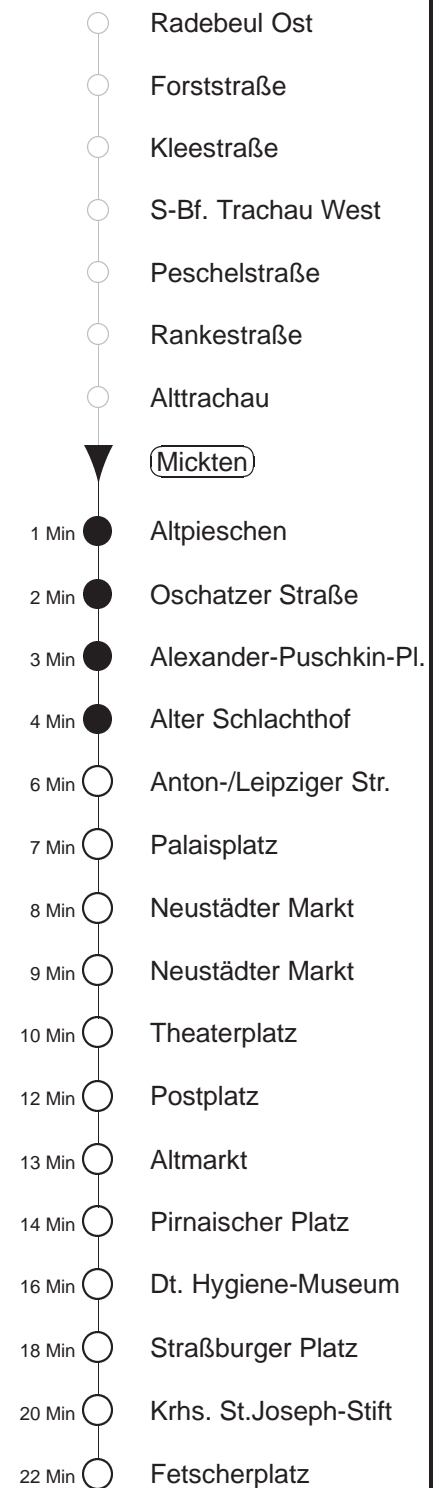 Radebeul Ost
Forststraße
Kleestraße
S-Bf. Trachau West
Peschelstraße
Rankestraße
Alttrachau
Mickten
1 Min Altpieschen
2 Min Oschatzer Straße
3 Min Alexander-Puschkin-Pl.
4 Min Alter Schlachthof
6 Min Anton-/Leipziger Str.
7 Min Palaisplatz
8 Min Neustädter Markt
9 Min Neustädter Markt
10 Min Theaterplatz
12 Min Postplatz
13 Min Altmarkt
14 Min Pirnaischer Platz
16 Min Dt. Hygiene-Museum
18 Min Straßburger Platz
20 Min Krhs. St.Joseph-Stift
22 Min Fetscherplatz